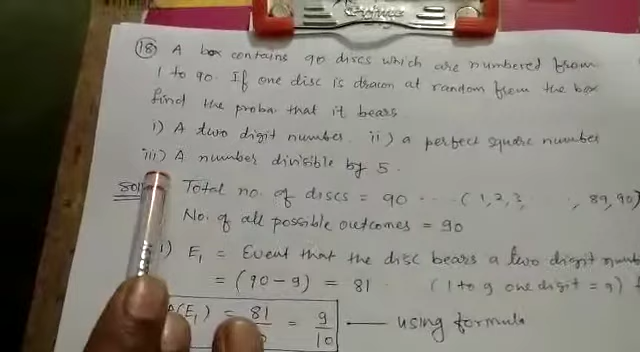 (18) A box contains 90 discs which are numbered from
1 to 90. If one disc is drawn at random from the box
find the proba. that it bears
i) A two digit number. ii) a perfect square number
iii) A number divisible by 5.
Total no. of discs = 90 .... (1, 2, 3, ..., 89, 90)
No. of all possible outcomes = 90
i) E₁ = Event that the disc bears a two digit
= (90 - 9) = 81 (1 to 9 one digit = 9)
(E₁) = 81 = 9/10 — using formula